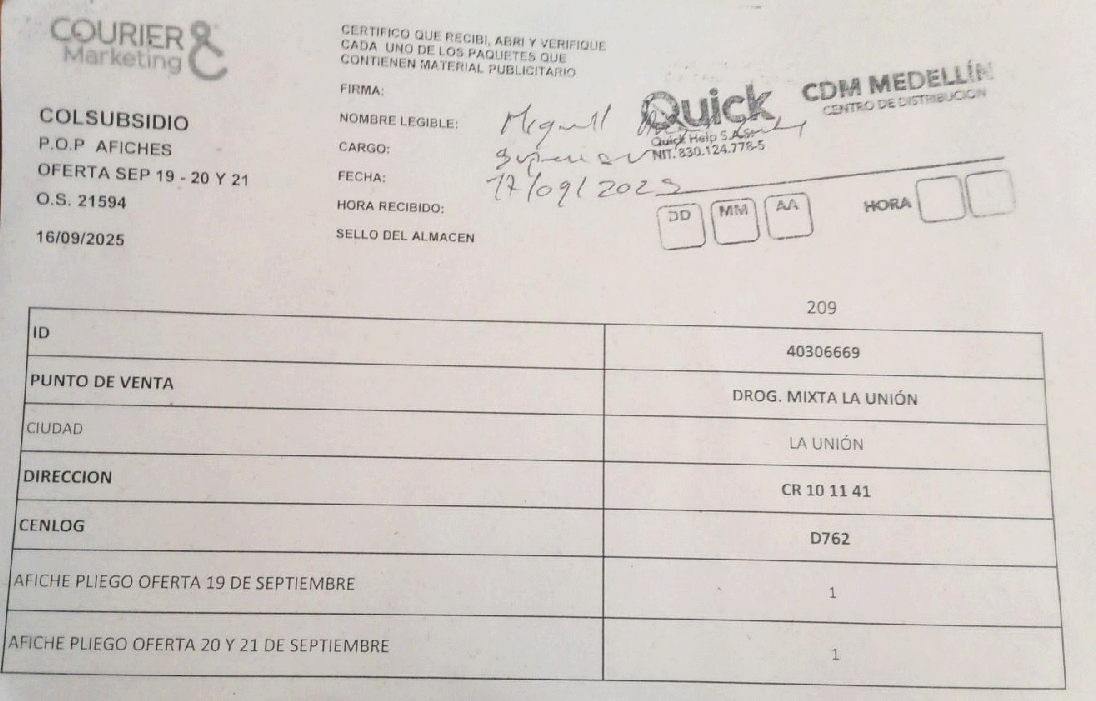 COURIER &
Marketing
COLSUBSIDIO
P.O.P AFICHES
OFERTA SEP 19 - 20 Y 21
O.S. 21594
16/09/2025
CERTIFICO QUE RECIBI, ABRI Y VERIFIQUE
CADA UNO DE LOS PAQUETES QUE
CONTIENEN MATERIAL PUBLICITARIO
FIRMA:
NOMBRE LEGIBLE: Miguel
CARGO:
FECHA: 17/09/2025
HORA RECIBIDO:
SELLO DEL ALMACEN
Quick
Quick Help S.A.S.
NIT. 830.124.778-5
CDM MEDELLÍN
CENTRO DE DISTRIBUCION
DD MM AA HORA
209
ID 40306669
PUNTO DE VENTA DROG. MIXTA LA UNIÓN
CIUDAD LA UNIÓN
DIRECCION CR 10 11 41
CENLOG D762
AFICHE PLIEGO OFERTA 19 DE SEPTIEMBRE 1
AFICHE PLIEGO OFERTA 20 Y 21 DE SEPTIEMBRE 1